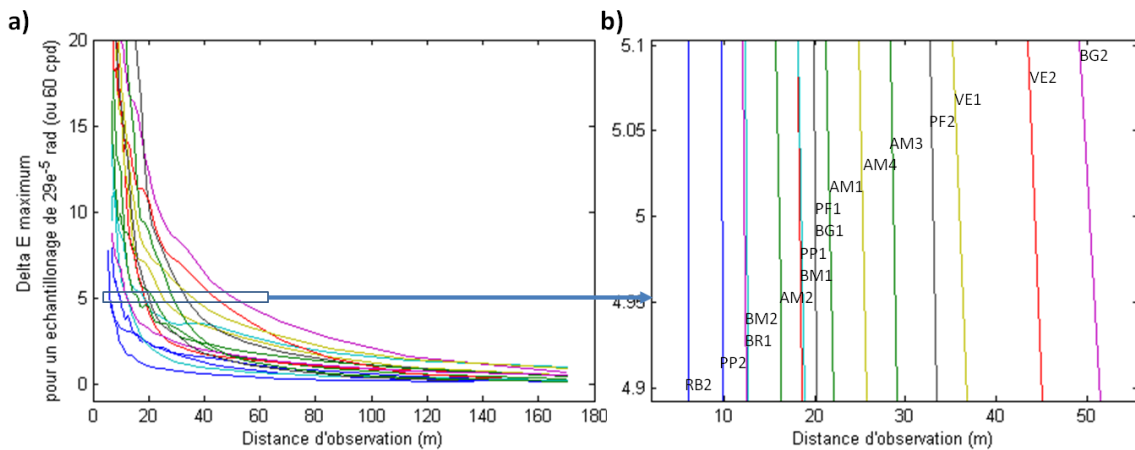 a)
b)
Delta E maximum
pour un echantillonage de 29e-5 rad (ou 60 cpd)
20
15
10
5
0
0 20 40 60 80 100 120 140 160 180
Distance d'observation (m)
5.1
5.05
5
4.95
4.9
BG2
VE2
VE1
PF2
AM3
AM4
AM1
PF1
BG1
PP1
BM1
AM2
BM2
BR1
PP2
RB2
10 20 30 40 50
Distance d'observation (m)